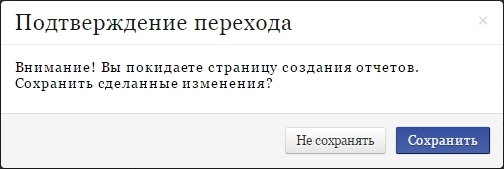 Подтверждение перехода
×
Внимание! Вы покидаете страницу создания отчетов.
Сохранить сделанные изменения?
Не сохранять
Сохранить